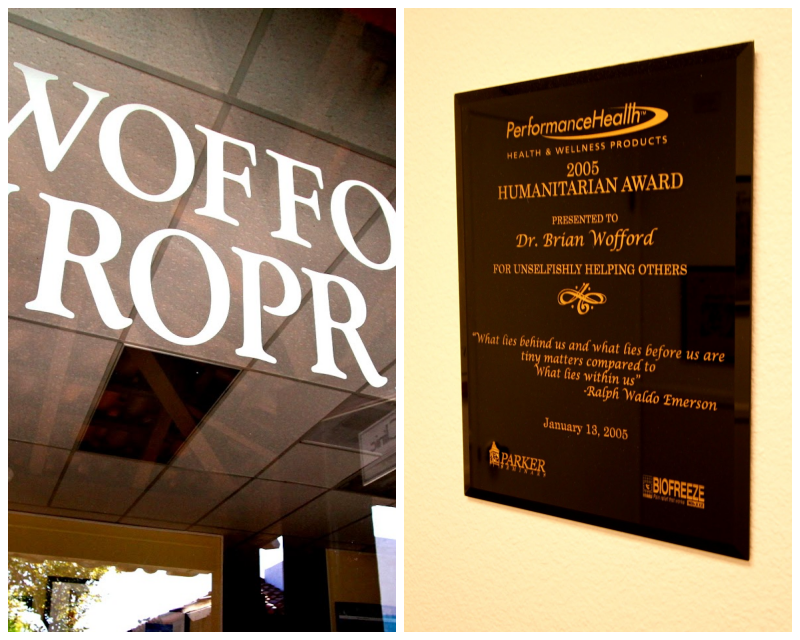 WOFFO
ROPR
PerformanceHealth™
HEALTH & WELLNESS PRODUCTS
2005
HUMANITARIAN AWARD
PRESENTED TO
Dr. Brian Wofford
FOR UNSELFISHLY HELPING OTHERS
"What lies behind us and what lies before us are
tiny matters compared to
What lies within us"
-Ralph Waldo Emerson
January 13, 2005
PARKER
SEMINARS
BIOFREEZE